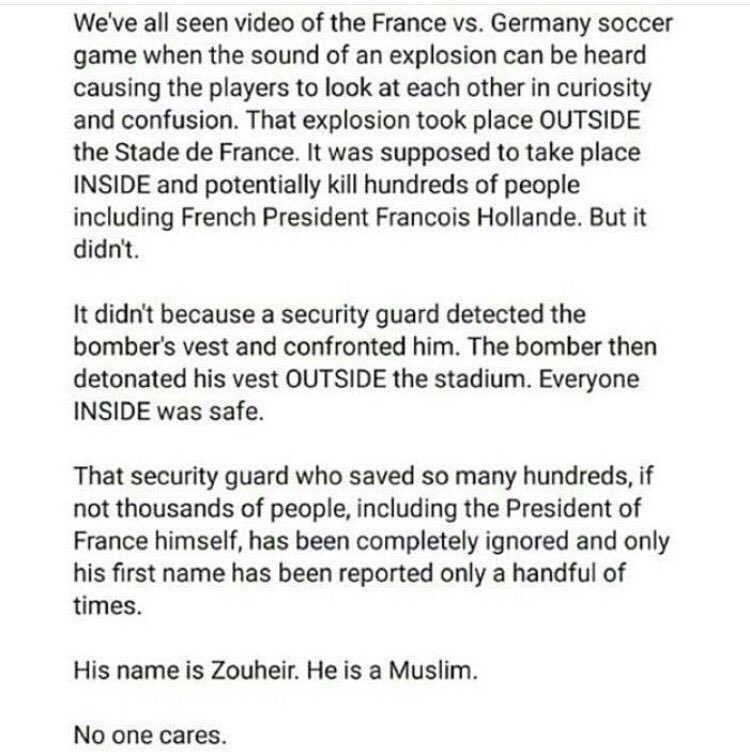 We've all seen video of the France vs. Germany soccer
game when the sound of an explosion can be heard
causing the players to look at each other in curiosity
and confusion. That explosion took place OUTSIDE
the Stade de France. It was supposed to take place
INSIDE and potentially kill hundreds of people
including French President Francois Hollande. But it
didn't.
It didn't because a security guard detected the
bomber's vest and confronted him. The bomber then
detonated his vest OUTSIDE the stadium. Everyone
INSIDE was safe.
That security guard who saved so many hundreds, if
not thousands of people, including the President of
France himself, has been completely ignored and only
his first name has been reported only a handful of
times.
His name is Zouheir. He is a Muslim.
No one cares.